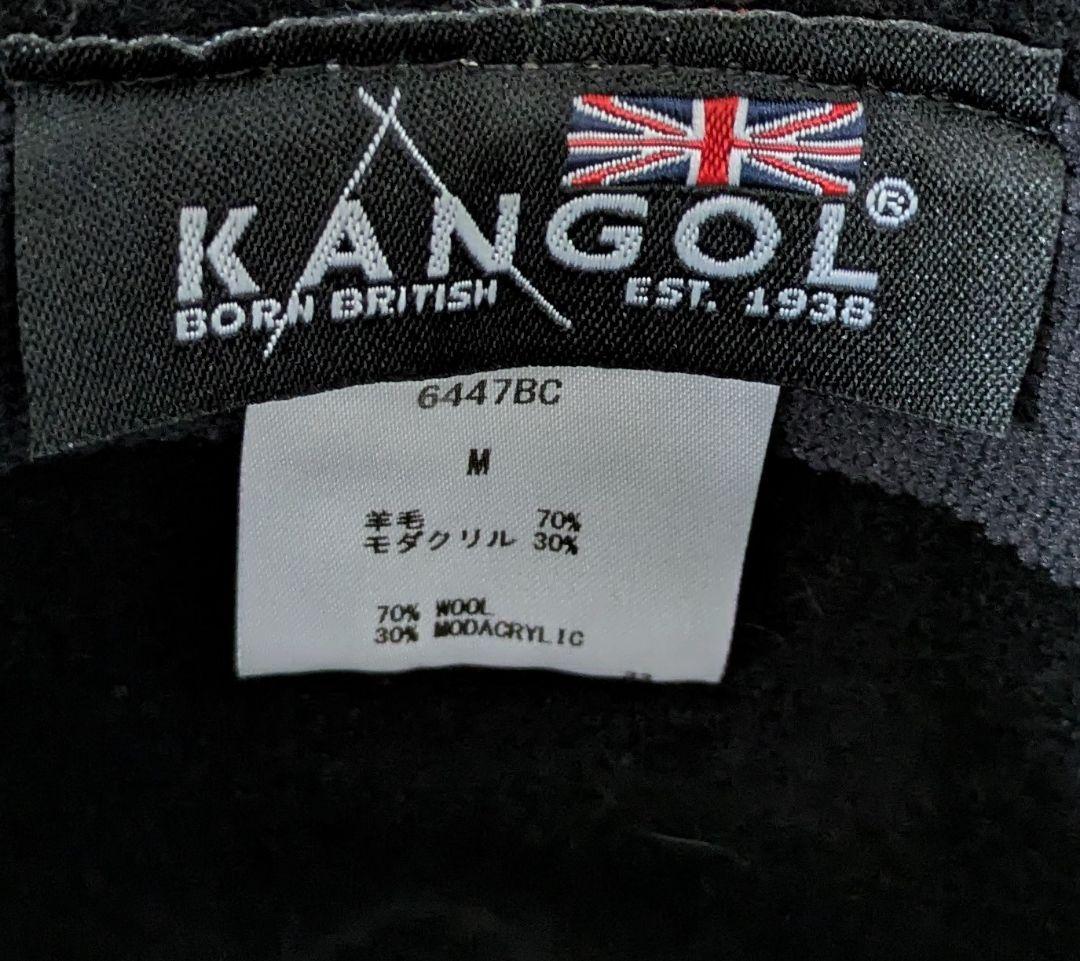 KANGOL®
BORN BRITISH EST. 1938
6447BC
M
羊毛 70%
モダクリル 30%
70% WOOL
30% MODACRYLIC